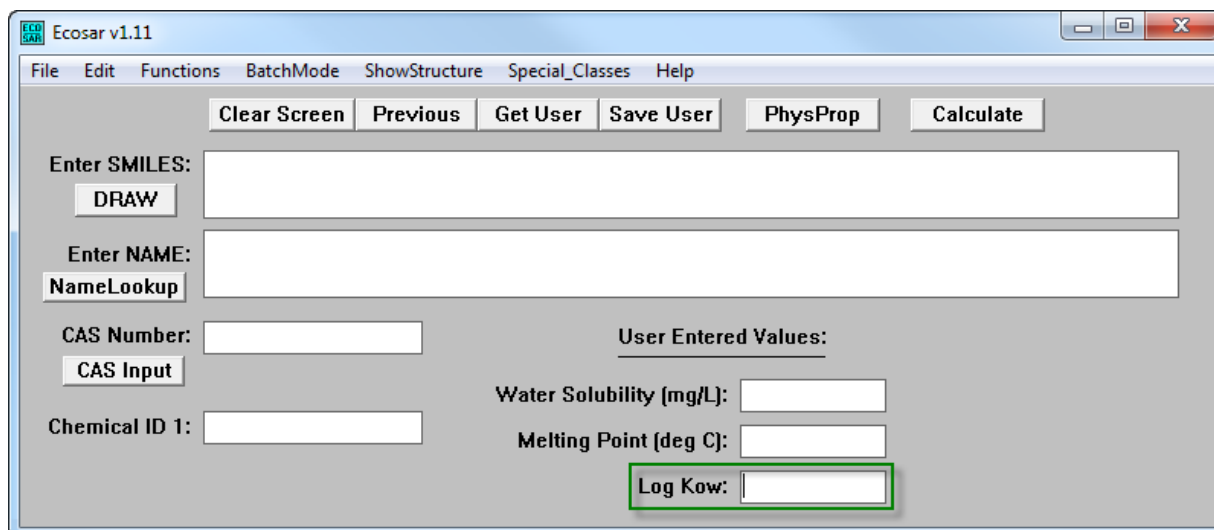 ECO
SAR
Ecosar v1.11
File Edit Functions BatchMode ShowStructure Special_Classes Help
Clear Screen Previous Get User Save User PhysProp Calculate
Enter SMILES:
DRAW
Enter NAME:
NameLookup
CAS Number:
User Entered Values:
CAS Input
Water Solubility (mg/L):
Chemical ID 1:
Melting Point (deg C):
Log Kow: